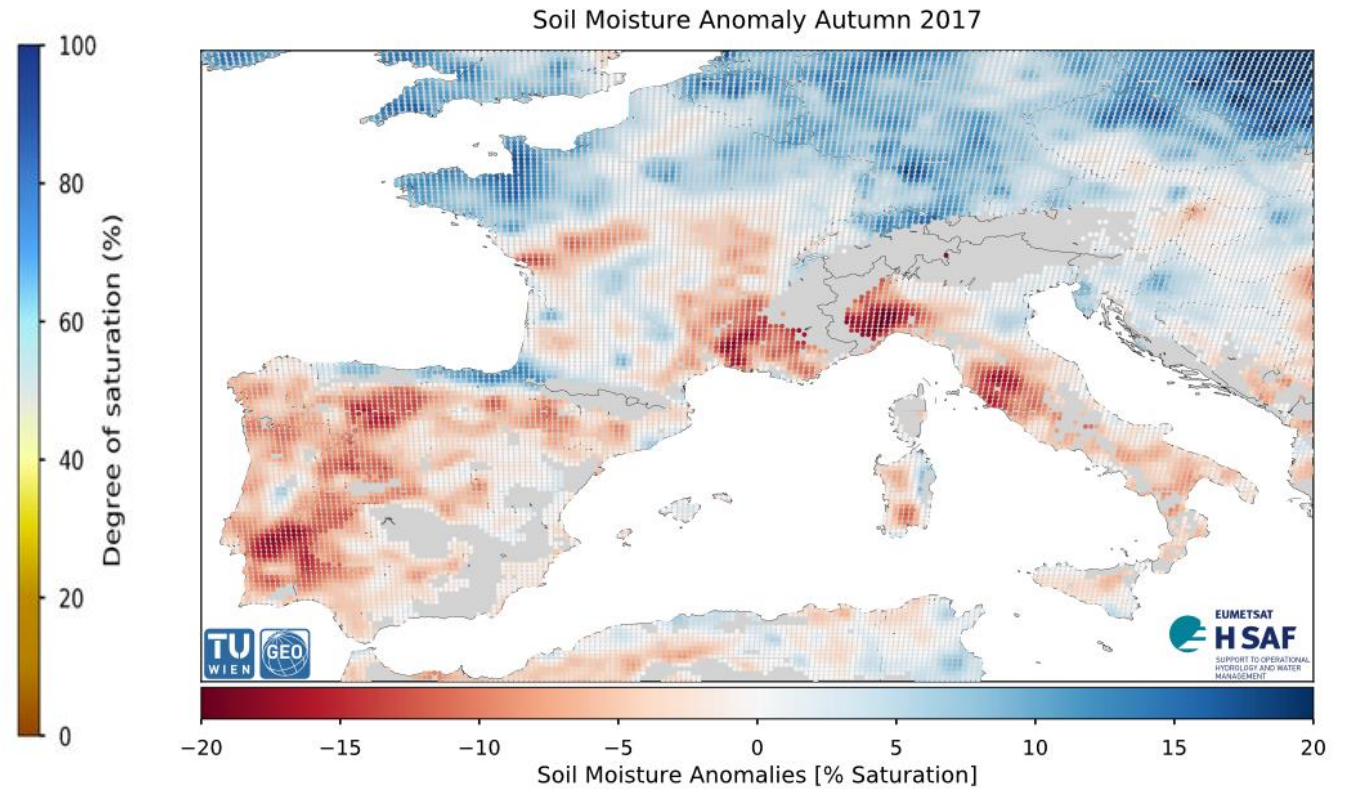 Soil Moisture Anomaly Autumn 2017
100
80
60
40
20
0
Degree of saturation (%)
TU
WIEN
GEO
EUMETSAT
H SAF
SUPPORT TO OPERATIONAL
HYDROLOGY AND WATER
MANAGEMENT
−20 −15 −10 −5 0 5 10 15 20
Soil Moisture Anomalies [% Saturation]